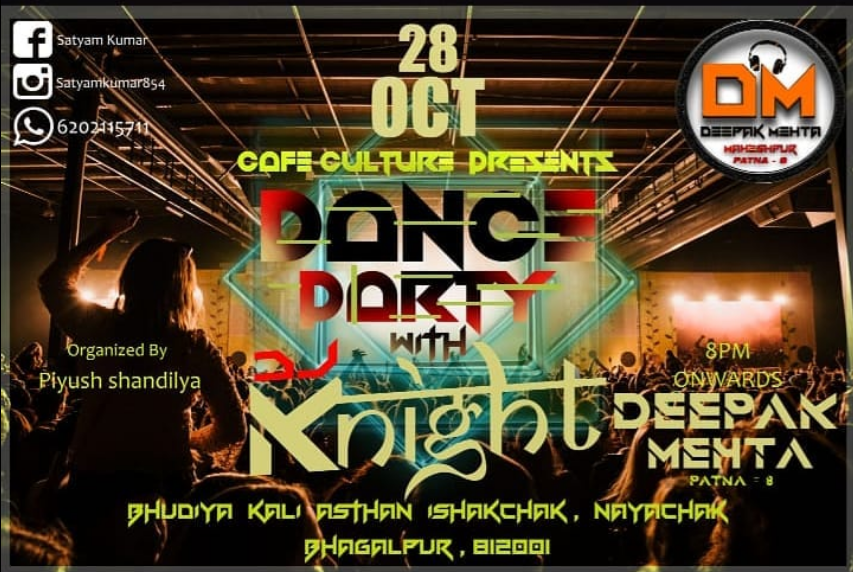 Satyam Kumar
Satyamkumar854
6202115711
28
OCT
DM
DEEPAK MEHTA
MAHESHPUR
PATNA - 8
CAFE CULTURE PRESENTS
DANCE
PARTY
WITH
DJ
Knight
Organized By
Piyush shandilya
8PM
ONWARDS
DEEPAK
MEHTA
PATNA - 8
BHUDIYA KALI ASTHAN ISHAKCHAK, NAYACHAK
BHAGALPUR, 812001